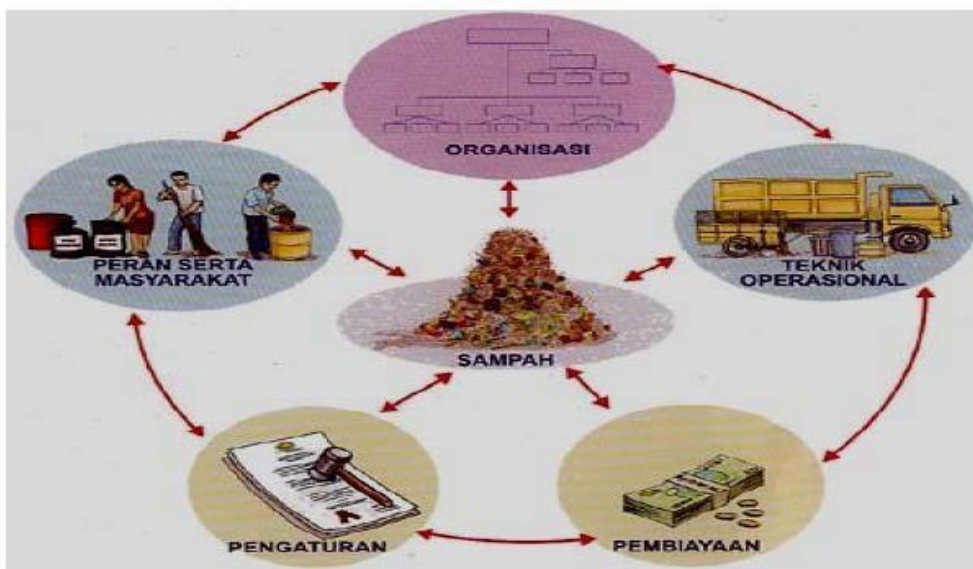 ORGANISASI
PERAN SERTA
MASYARAKAT
TEKNIK
OPERASIONAL
SAMPAH
PENGATURAN
PEMBIAYAAN